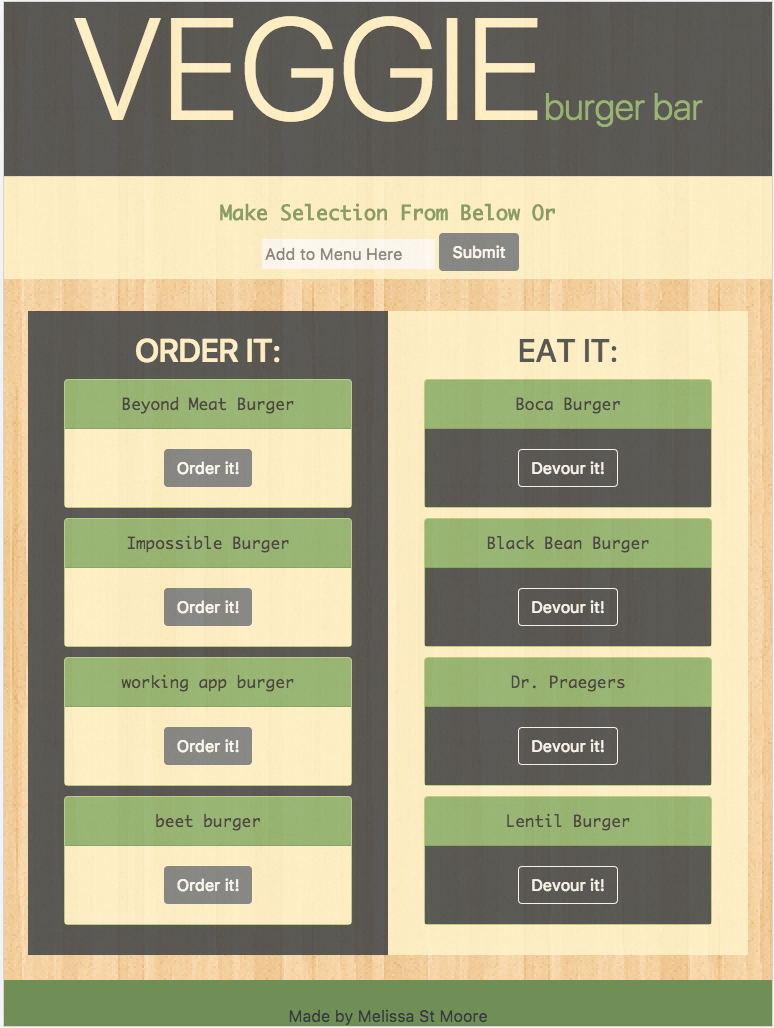 VEGGIE burger bar
Make Selection From Below Or
Add to Menu Here Submit
ORDER IT:
Beyond Meat Burger
Order it!
Impossible Burger
Order it!
working app burger
Order it!
beet burger
Order it!
EAT IT:
Boca Burger
Devour it!
Black Bean Burger
Devour it!
Dr. Praegers
Devour it!
Lentil Burger
Devour it!
Made by Melissa St Moore